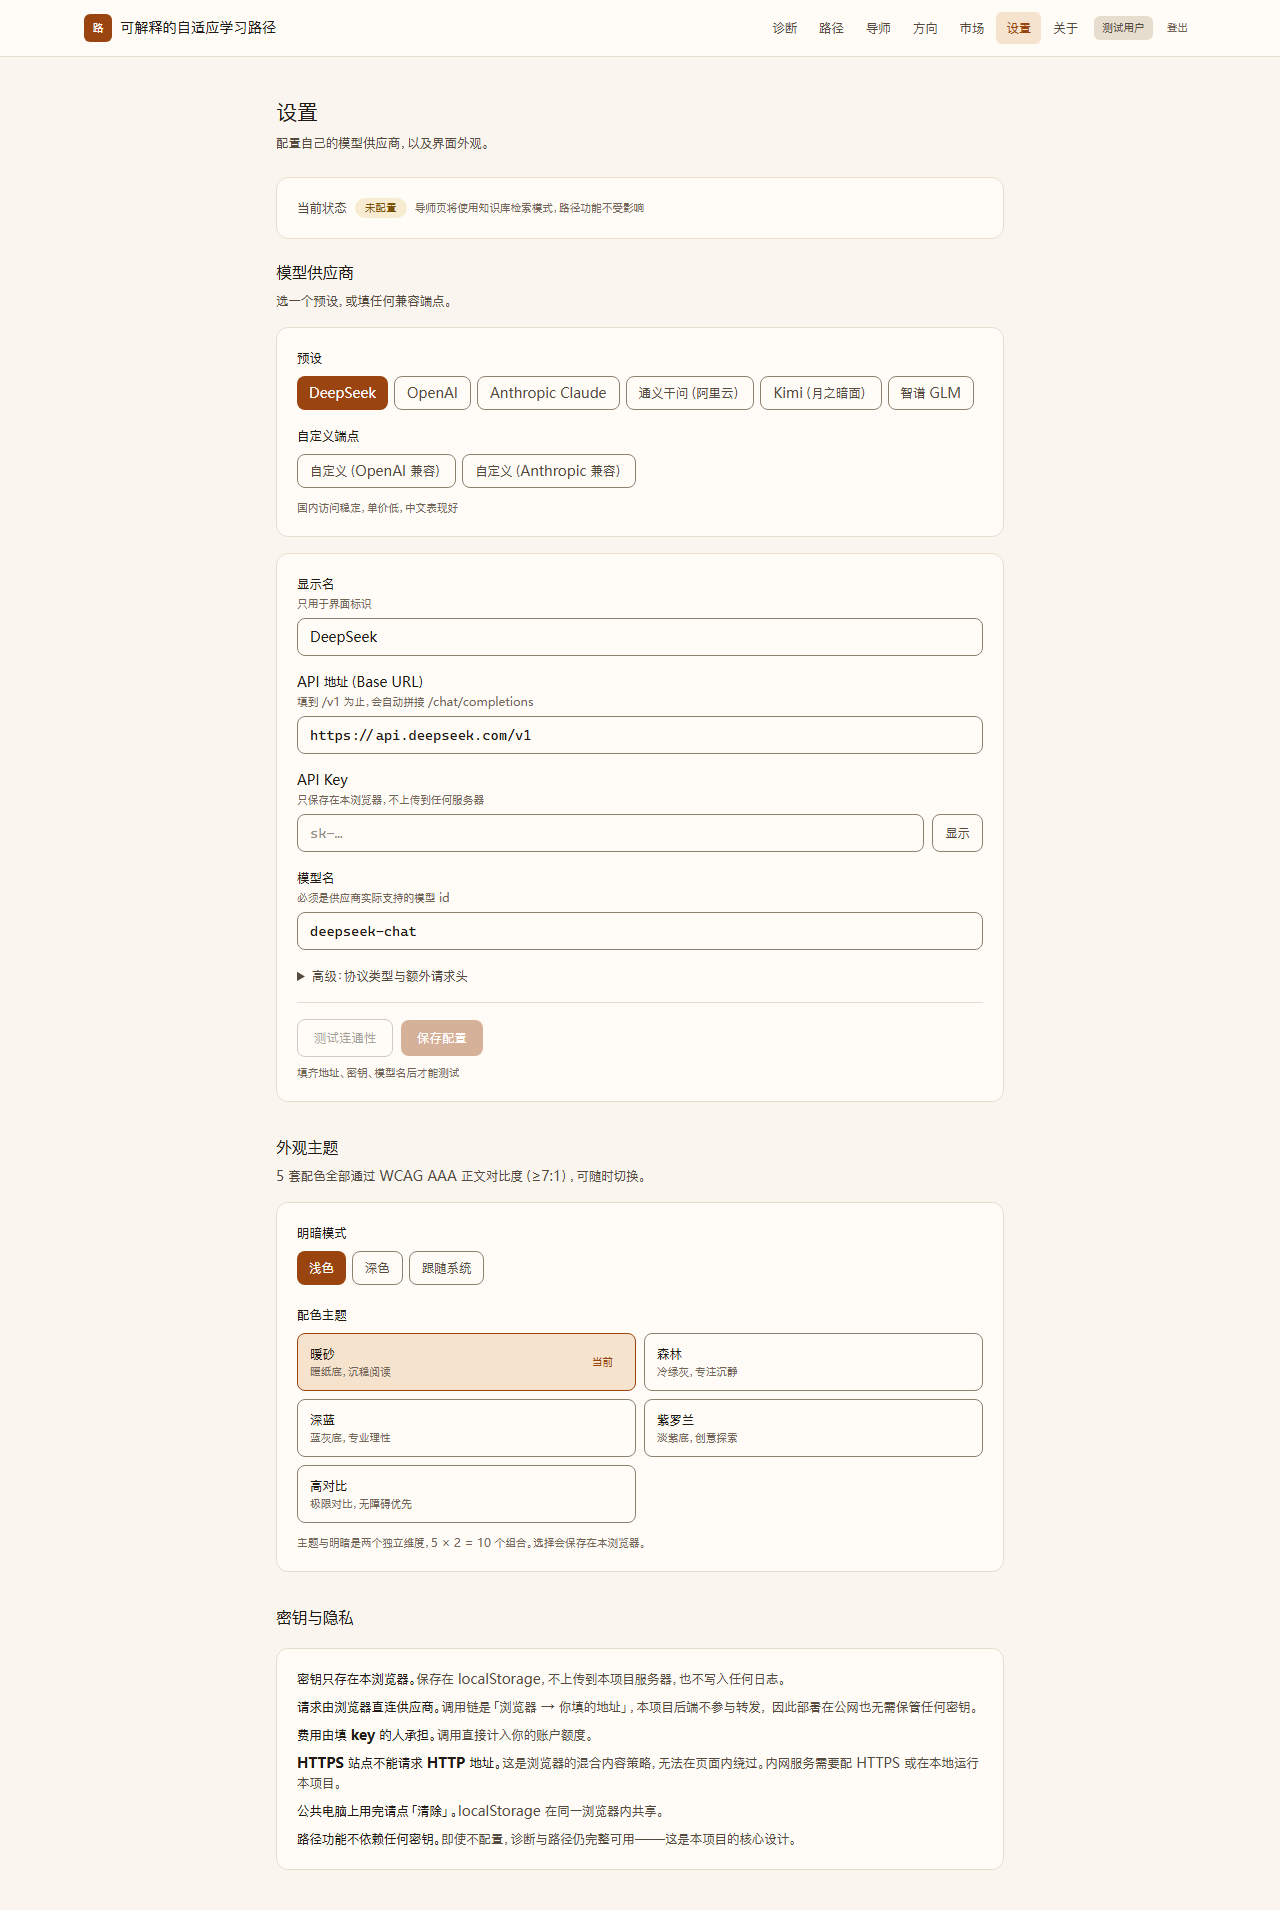 路 可解释的自适应学习路径 诊断 路径 导师 方向 市场 设置 关于 测试用户 登出
设置
配置自己的模型供应商，以及界面外观。
当前状态 未配置 导师页将使用知识库检索模式，路径功能不受影响
模型供应商
选一个预设，或填任何兼容端点。
预设
DeepSeek OpenAI Anthropic Claude 通义千问 (阿里云) Kimi (月之暗面) 智谱 GLM
自定义端点
自定义 (OpenAI 兼容) 自定义 (Anthropic 兼容)
国内访问稳定，单价低，中文表现好
显示名
只用于界面标识
DeepSeek
API 地址 (Base URL)
填到 /v1 为止，会自动拼接 /chat/completions
https://api.deepseek.com/v1
API Key
只保存在本浏览器，不上传到任何服务器
sk-… 显示
模型名
必须是供应商实际支持的模型 id
deepseek-chat
▶ 高级：协议类型与额外请求头
测试连通性 保存配置
填齐地址、密钥、模型名后才能测试
外观主题
5 套配色全部通过 WCAG AAA 正文对比度 (≥7:1) ，可随时切换。
明暗模式
浅色 深色 跟随系统
配色主题
暖砂 当前 森林
暖纸底，沉稳阅读 冷绿灰，专注沉静
深蓝 紫罗兰
蓝灰底，专业理性 淡紫底，创意探索
高对比
极限对比，无障碍优先
主题与明暗是两个独立维度，5 × 2 = 10 个组合。选择会保存在本浏览器。
密钥与隐私
密钥只存在本浏览器。保存在 localStorage，不上传到本项目服务器，也不写入任何日志。
请求由浏览器直连供应商。调用链是「浏览器 → 你填的地址」，本项目后端不参与转发， 因此部署在公网也无需保管任何密钥。
费用由填 key 的人承担。调用直接计入你的账户额度。
HTTPS 站点不能请求 HTTP 地址。这是浏览器的混合内容策略，无法在页面内绕过。内网服务需要配 HTTPS 或在本地运行
本项目。
公共电脑上用完请点「清除」。localStorage 在同一浏览器内共享。
路径功能不依赖任何密钥。即使不配置，诊断与路径仍完整可用——这是本项目的核心设计。